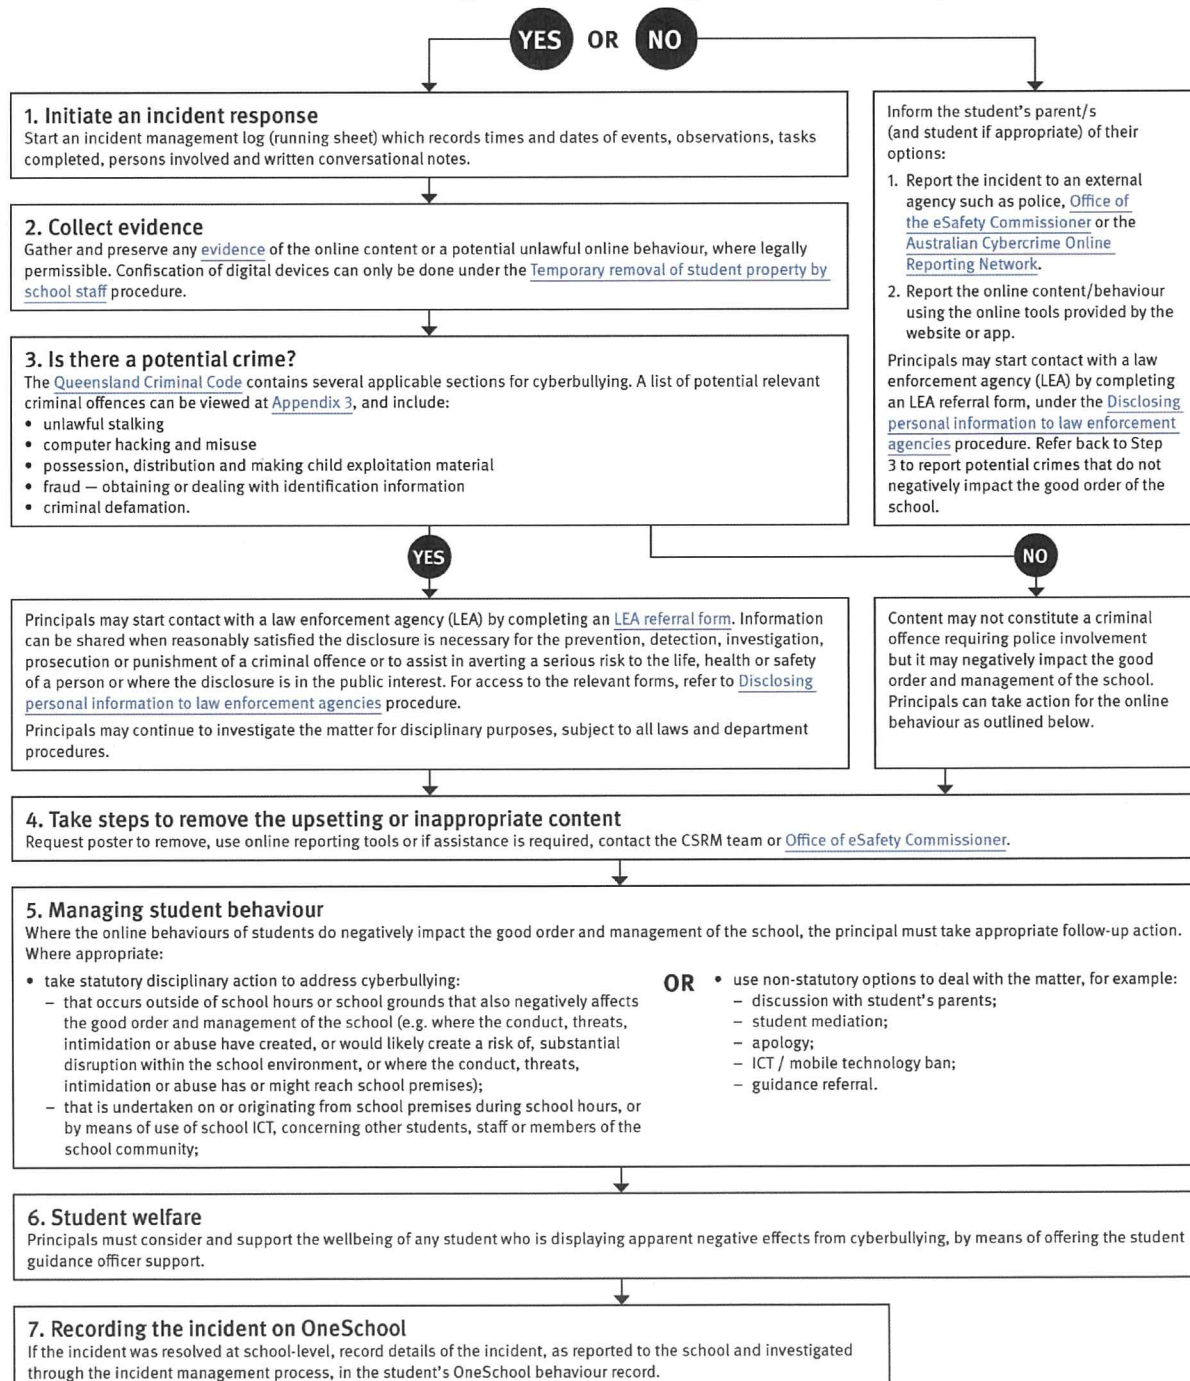 YES OR NO
1. Initiate an incident response
Start an incident management log (running sheet) which records times and dates of events, observations, tasks
completed, persons involved and written conversational notes.
2. Collect evidence
Gather and preserve any evidence of the online content or a potential unlawful online behaviour, where legally
permissible. Confiscation of digital devices can only be done under the Temporary removal of student property by
school staff procedure.
3. Is there a potential crime?
The Queensland Criminal Code contains several applicable sections for cyberbullying. A list of potential relevant
criminal offences can be viewed at Appendix 3, and include:
• unlawful stalking
• computer hacking and misuse
• possession, distribution and making child exploitation material
• fraud — obtaining or dealing with identification information
• criminal defamation.
Inform the student's parent/s
(and student if appropriate) of their
options:
1. Report the incident to an external
agency such as police, Office of
the eSafety Commissioner or the
Australian Cybercrime Online
Reporting Network.
2. Report the online content/behaviour
using the online tools provided by the
website or app.
Principals may start contact with a law
enforcement agency (LEA) by completing
an LEA referral form, under the Disclosing
personal information to law enforcement
agencies procedure. Refer back to Step
3 to report potential crimes that do not
negatively impact the good order of the
school.
YES
NO
Principals may start contact with a law enforcement agency (LEA) by completing an LEA referral form. Information
can be shared when reasonably satisfied the disclosure is necessary for the prevention, detection, investigation,
prosecution or punishment of a criminal offence or to assist in averting a serious risk to the life, health or safety
of a person or where the disclosure is in the public interest. For access to the relevant forms, refer to Disclosing
personal information to law enforcement agencies procedure.
Principals may continue to investigate the matter for disciplinary purposes, subject to all laws and department
procedures.
Content may not constitute a criminal
offence requiring police involvement
but it may negatively impact the good
order and management of the school.
Principals can take action for the online
behaviour as outlined below.
4. Take steps to remove the upsetting or inappropriate content
Request poster to remove, use online reporting tools or if assistance is required, contact the CSRM team or Office of eSafety Commissioner.
5. Managing student behaviour
Where the online behaviours of students do negatively impact the good order and management of the school, the principal must take appropriate follow-up action.
Where appropriate:
• take statutory disciplinary action to address cyberbullying:
– that occurs outside of school hours or school grounds that also negatively affects
the good order and management of the school (e.g. where the conduct, threats,
intimidation or abuse have created, or would likely create a risk of, substantial
disruption within the school environment, or where the conduct, threats,
intimidation or abuse has or might reach school premises);
– that is undertaken on or originating from school premises during school hours, or
by means of use of school ICT, concerning other students, staff or members of the
school community;
OR
• use non-statutory options to deal with the matter, for example:
– discussion with student's parents;
– student mediation;
– apology;
– ICT / mobile technology ban;
– guidance referral.
6. Student welfare
Principals must consider and support the wellbeing of any student who is displaying apparent negative effects from cyberbullying, by means of offering the student
guidance officer support.
7. Recording the incident on OneSchool
If the incident was resolved at school-level, record details of the incident, as reported to the school and investigated
through the incident management process, in the student's OneSchool behaviour record.